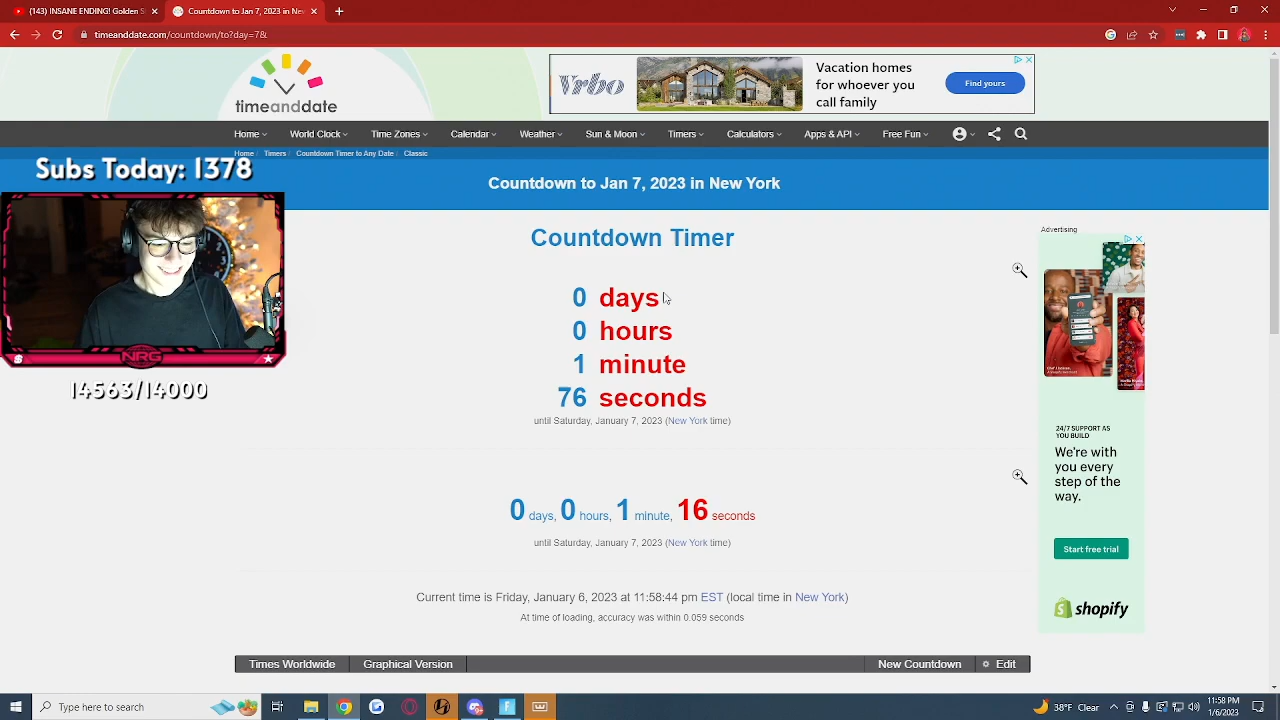 (143) INSANE ENDING! Golden S
Countdown to Jan 7, 2023 in New
timeanddate.com/countdown/to?day=7&
timeanddate
Vrbo
Vacation homes
for whoever you
call family
Find yours
Home
World Clock
Time Zones
Calendar
Weather
Sun & Moon
Timers
Calculators
Apps & API
Free Fun
Home
Timers
Countdown Timer to Any Date
Classic
Subs Today: 1378
Countdown to Jan 7, 2023 in New York
NRG
14563/14000
Countdown Timer
0 days
0 hours
1 minute
76 seconds
until Saturday, January 7, 2023 (New York time)
0 days, 0 hours, 1 minute, 16 seconds
until Saturday, January 7, 2023 (New York time)
Current time is Friday, January 6, 2023 at 11:58:44 pm EST (local time in New York)
At time of loading, accuracy was within 0.059 seconds
Times Worldwide
Graphical Version
New Countdown
Edit
Advertising
24/7 SUPPORT AS
YOU BUILD
We're with
you every
step of the
way.
Start free trial
shopify
Type here to search
38°F Clear
11:58 PM
1/6/2023